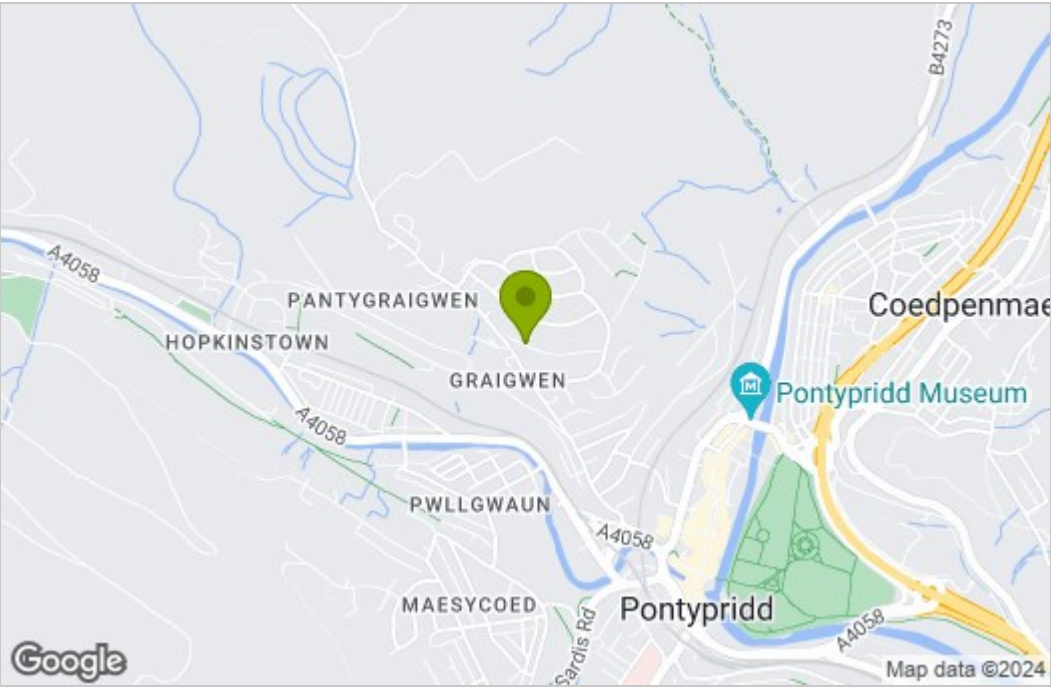 B4273
A4058
PANTYGRAIGWEN
Coedpenmae
HOPKINSTOWN
GRAIGWEN
Pontypridd Museum
A4058
PWLLGWAUN
A4058
MAESYCOED
Pontypridd
Sardis Rd
A4058
Google
Map data ©2024